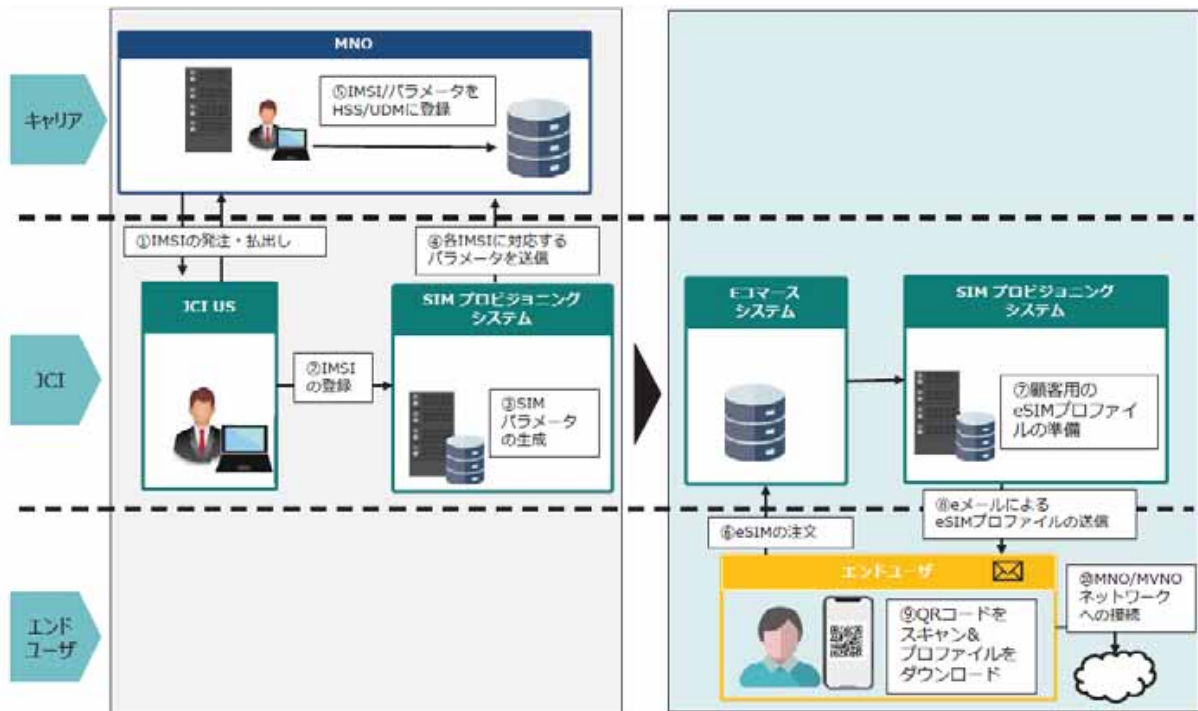 MNO
キャリア
⑤IMSI/パラメータを
HSS/UDMに登録
①IMSIの発注・払出し
④各IMSIに対応する
パラメータを送信
JCI
JCI US
SIM プロビジョニング
システム
②IMSI
の登録
③SIM
パラメータ
の生成
Eコマース
システム
SIM プロビジョニング
システム
⑦顧客用の
eSIMプロファイ
ルの準備
⑧eメールによる
eSIMプロファイルの送信
⑥eSIMの注文
エンド
ユーザ
エンドユーザ
⑨QRコードを
スキャン&
プロファイルを
ダウンロード
⑩MNO/MVNO
ネットワーク
への接続